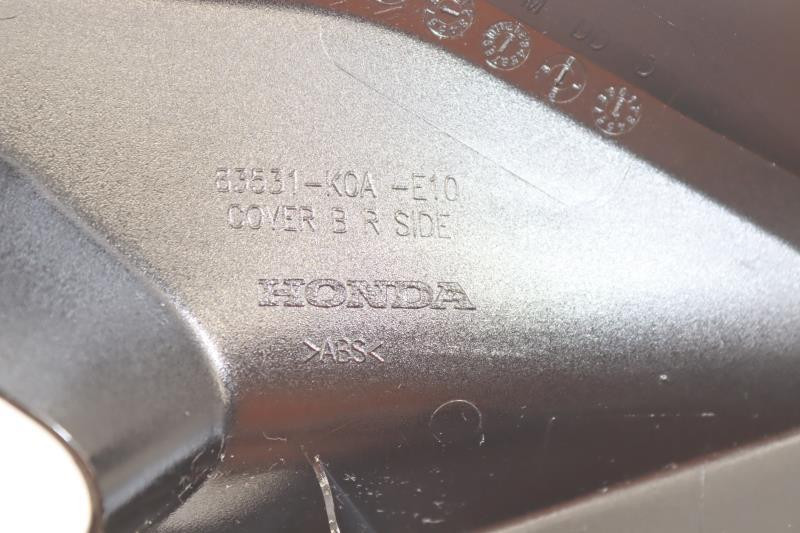 83531-K0A -E10
COVER B R SIDE
HONDA
>ABS<